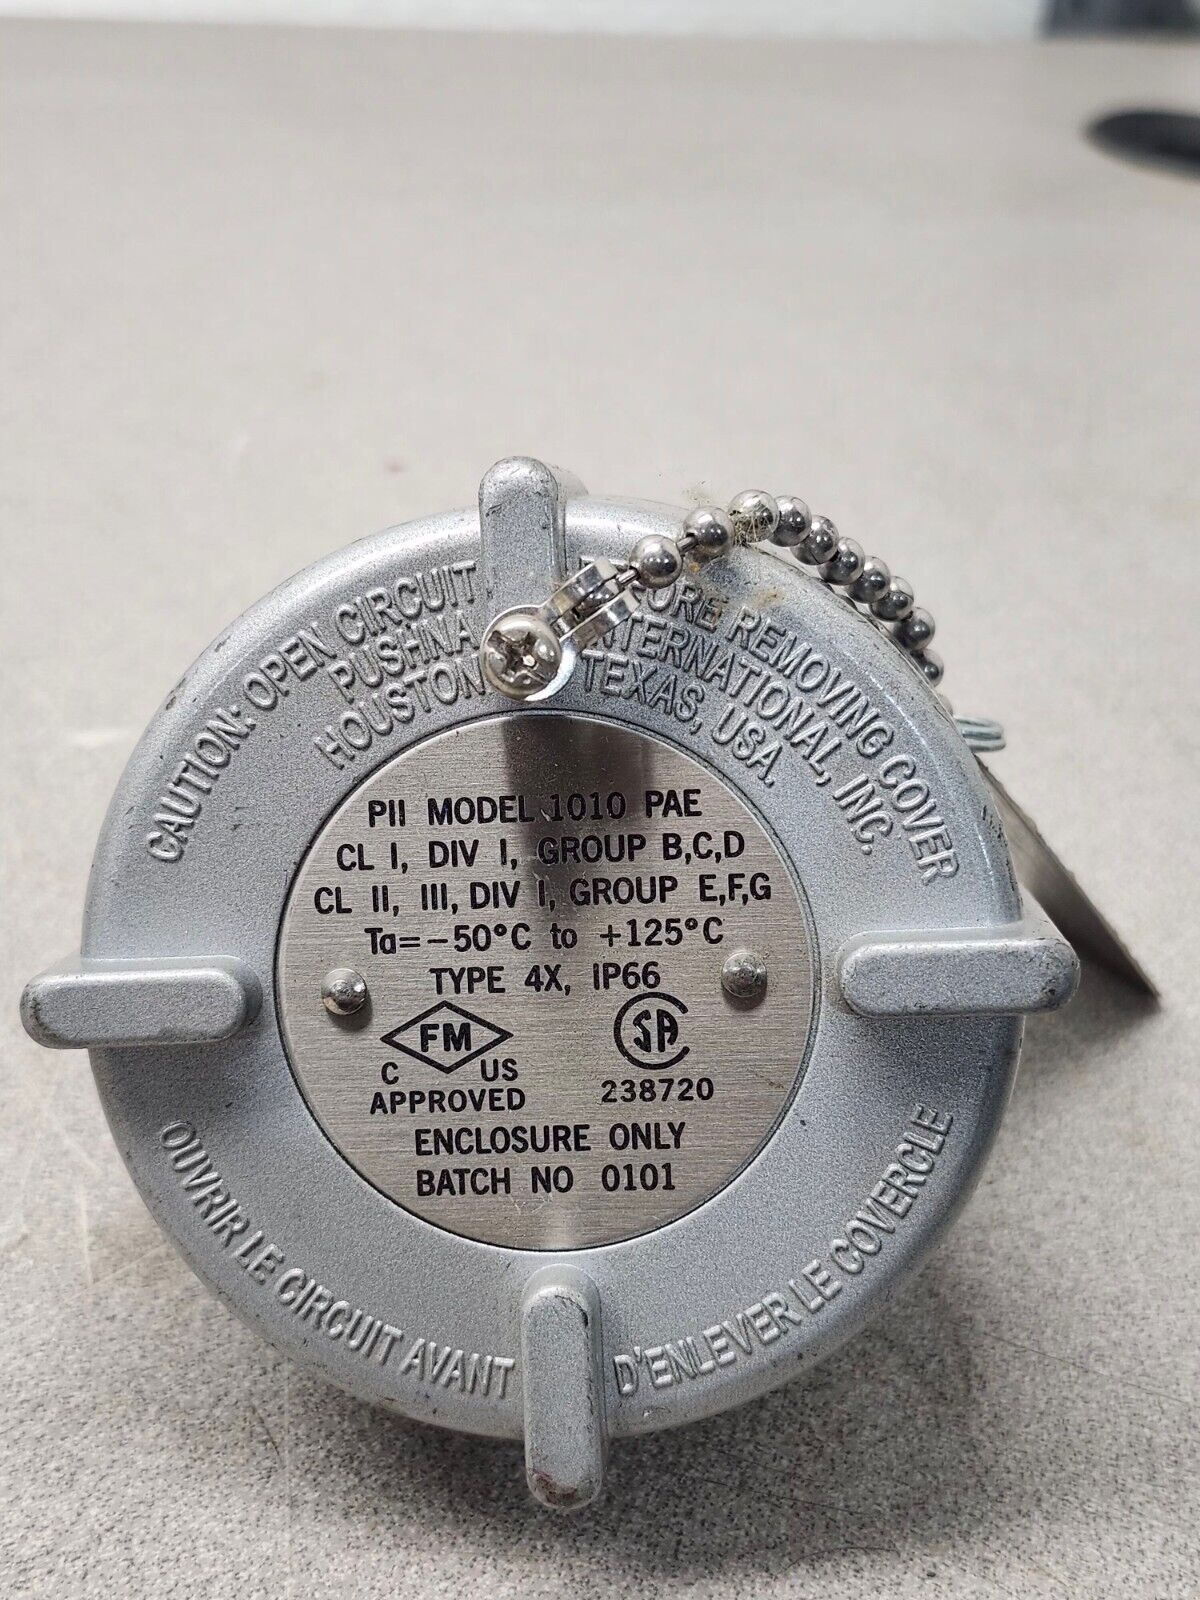 CAUTION: OPEN CIRCUIT REMOVING COVER
PUSHNA INTERNATIONAL, INC.
HOUSTON TEXAS, USA.
PII MODEL 1010 PAE
CL I, DIV I, GROUP B,C,D
CL II, III, DIV I, GROUP E,F,G
Ta=-50°C to +125°C
TYPE 4X, IP66
FM
C US
APPROVED
SA
238720
ENCLOSURE ONLY
BATCH NO 0101
OUVRIR LE CIRCUIT AVANT D'ENLEVER LE COVERCLE